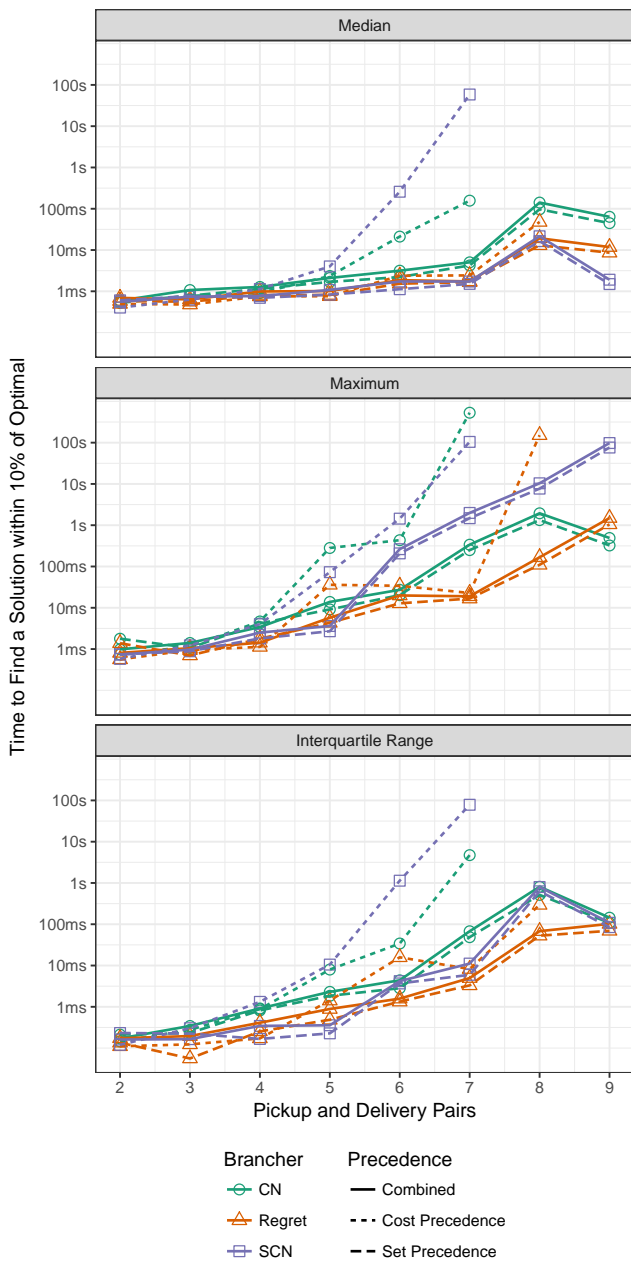 Median
100s
10s
1s
100ms
10ms
1ms
Maximum
100s
10s
1s
100ms
10ms
1ms
Interquartile Range
100s
10s
1s
100ms
10ms
1ms
2 3 4 5 6 7 8 9
Pickup and Delivery Pairs
Time to Find a Solution within 10% of Optimal
Brancher
CN
Regret
SCN
Precedence
Combined
Cost Precedence
Set Precedence